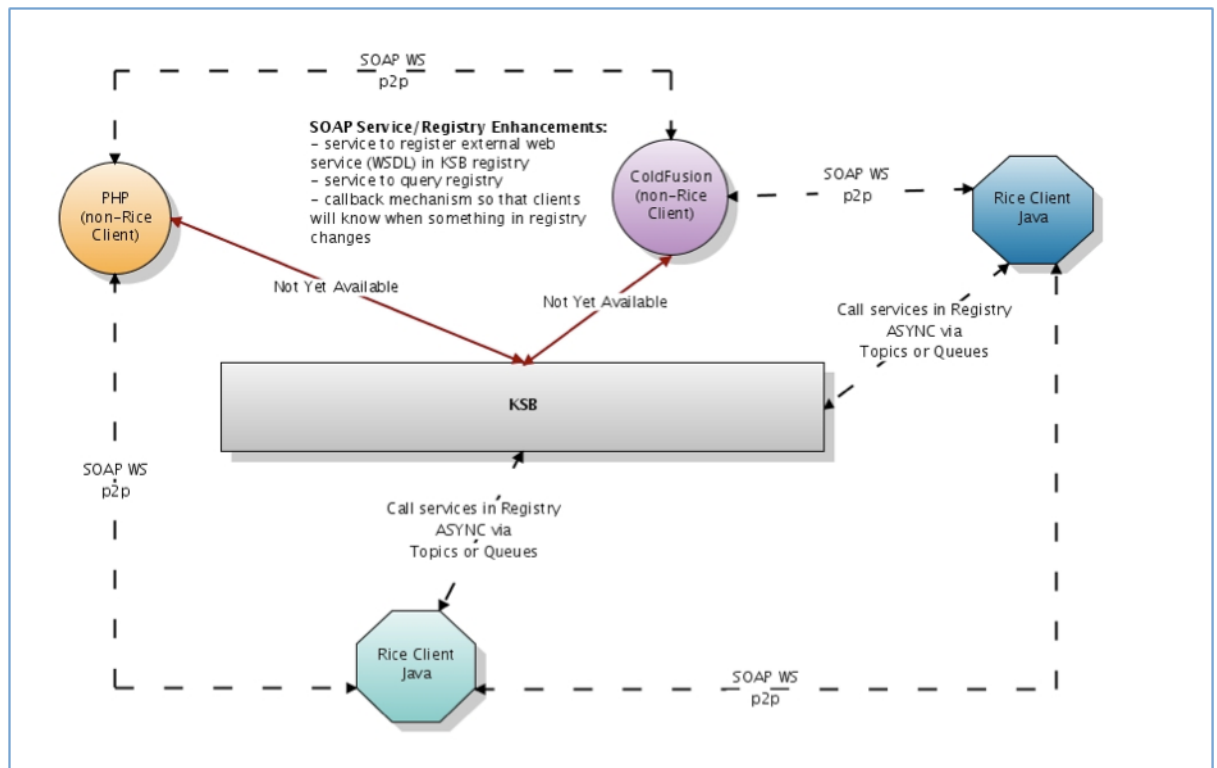 SOAP WS
p2p
SOAP Service/Registry Enhancements:
– service to register external web
service (WSDL) in KSB registry
– service to query registry
– callback mechanism so that clients
will know when something in registry
changes
PHP
(non-Rice
Client)
ColdFusion
(non-Rice
Client)
SOAP WS
p2p
Rice Client
Java
Not Yet Available
Not Yet Available
Call services in Registry
ASYNC via
Topics or Queues
KSB
SOAP WS
p2p
Call services in Registry
ASYNC via
Topics or Queues
Rice Client
Java
SOAP WS
p2p